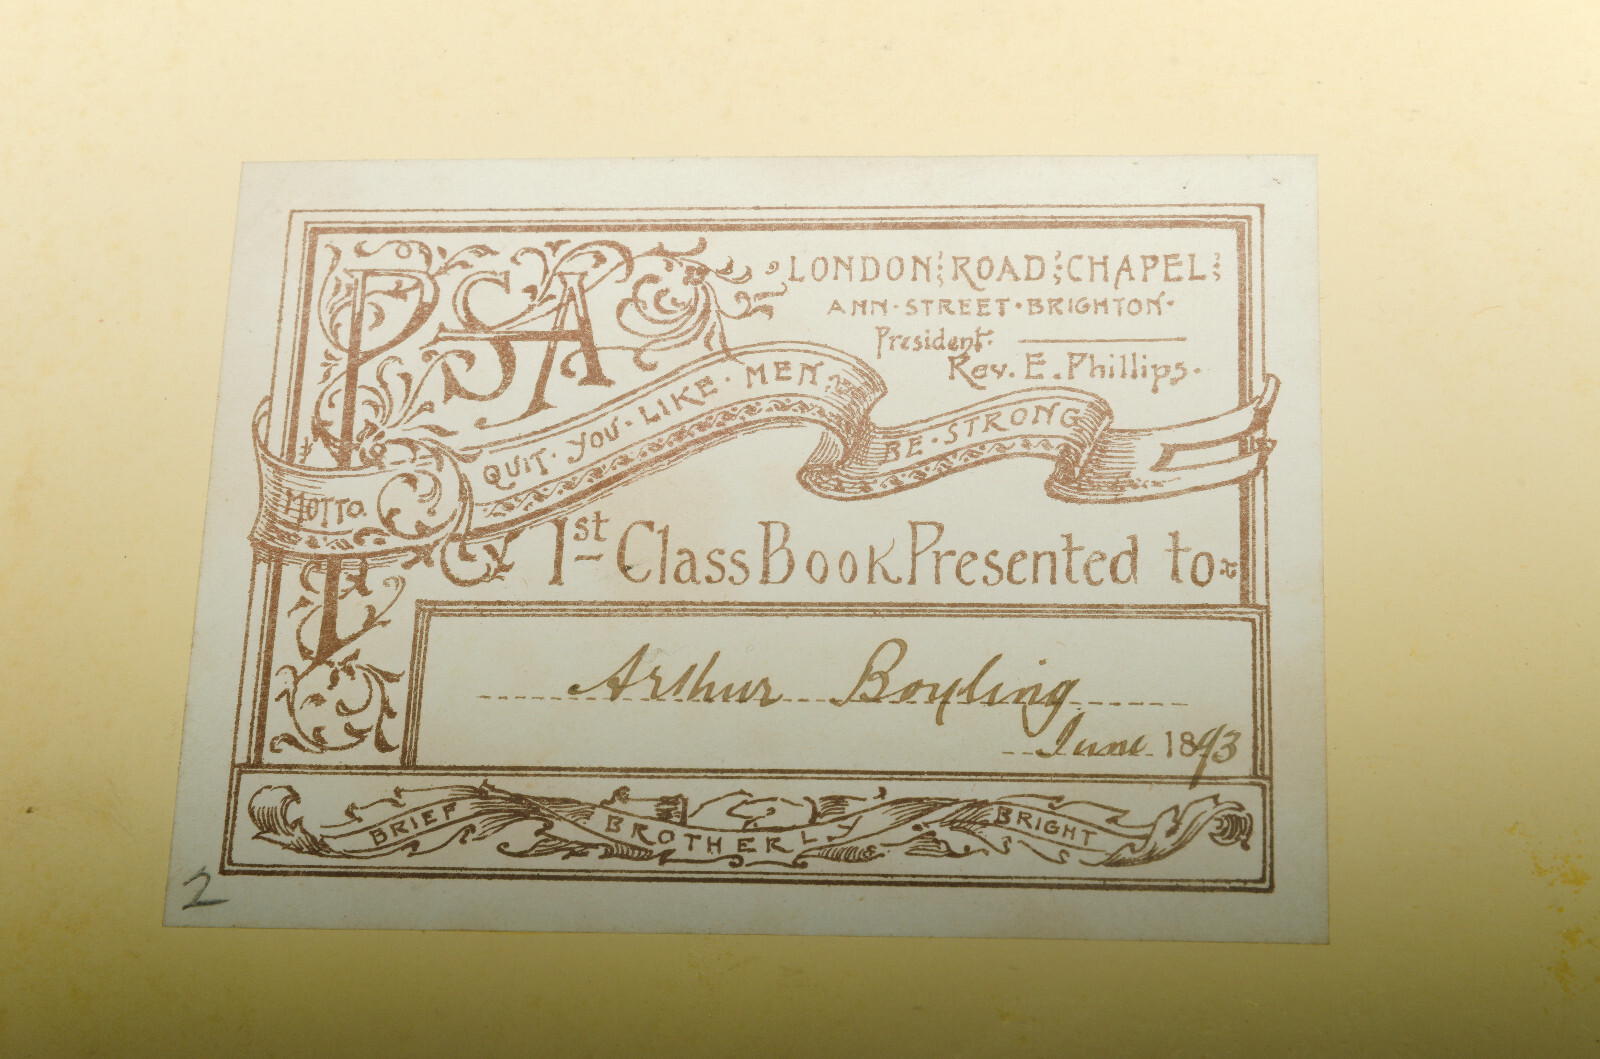 PSA
LONDON ROAD CHAPEL
ANN · STREET · BRIGHTON ·
President:
Rev. E. Phillips.
MOTTO. QUIT · YOU · LIKE · MEN, BE · STRONG
1st Class Book Presented to:
Arthur Boyling
June 1893
BRIEF BROTHERLY BRIGHT
2